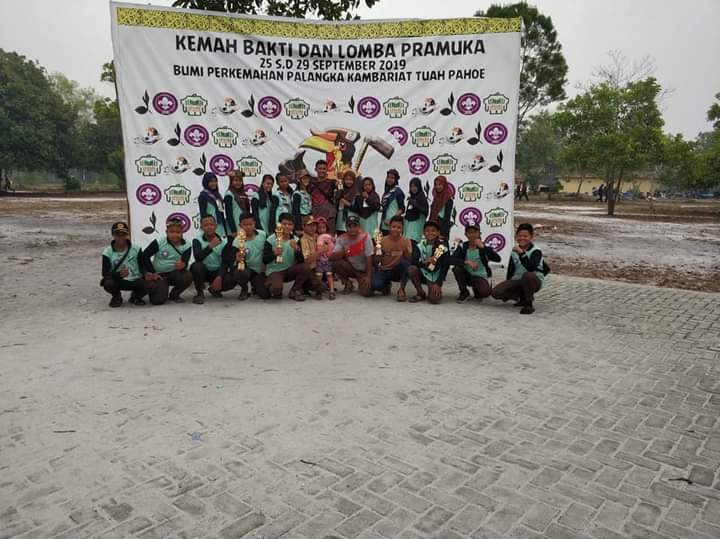 KEMAH BAKTI DAN LOMBA PRAMUKA
25 S.D 29 SEPTEMBER 2019
BUMI PERKEMAHAN PALANGKA KAMBARIAT TUAH PAHOE